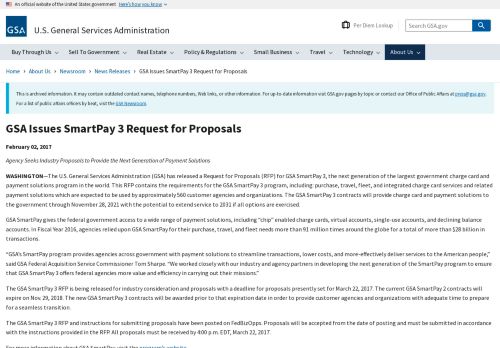 An official website of the United States government Here's how you know
GSA U.S. General Services Administration
Per Diem Lookup
Search GSA.gov
Buy Through Us Sell To Government Real Estate Policy & Regulations Small Business Travel Technology About Us
Home › About Us › Newsroom › News Releases › GSA Issues SmartPay 3 Request for Proposals
This is archived information. It may contain outdated contact names, telephone numbers, Web links, or other information. For up-to-date information visit GSA.gov pages by topic or contact our Office of Public Affairs at press@gsa.gov.
For a list of public affairs officers by beat, visit the GSA Newsroom.
GSA Issues SmartPay 3 Request for Proposals
February 02, 2017
Agency Seeks Industry Proposals to Provide the Next Generation of Payment Solutions
WASHINGTON—The U.S. General Services Administration (GSA) has released a Request for Proposals (RFP) for GSA SmartPay 3, the next generation of the largest government charge card and
payment solutions program in the world. This RFP contains the requirements for the GSA SmartPay 3 program, including: purchase, travel, fleet, and integrated charge card services and related
payment solutions which are expected to be used by approximately 560 customer agencies and organizations. The GSA SmartPay 3 contracts will provide charge card and payment solutions to
the government through November 28, 2021 with the potential to extend service to 2031 if all options are exercised.
GSA SmartPay gives the federal government access to a wide range of payment solutions, including "chip" enabled charge cards, virtual accounts, single-use accounts, and declining balance
accounts. In Fiscal Year 2016, agencies relied upon GSA SmartPay for their purchase, travel, and fleet needs more than 91 million times around the globe for a total of more than $28 billion in
transactions.
"GSA's SmartPay program provides agencies across government with payment solutions to streamline transactions, lower costs, and more-effectively deliver services to the American people,"
said GSA Federal Acquisition Service Commissioner Tom Sharpe. "We worked closely with our industry and agency partners in developing the next generation of the SmartPay program to ensure
that GSA SmartPay 3 offers federal agencies more value and efficiency in carrying out their missions."
The GSA SmartPay 3 RFP is being released for industry consideration and proposals with a deadline for proposals presently set for March 22, 2017. The current GSA SmartPay 2 contracts will
expire on Nov. 29, 2018. The new GSA SmartPay 3 contracts will be awarded prior to that expiration date in order to provide customer agencies and organizations with adequate time to prepare
for a seamless transition.
The GSA SmartPay 3 RFP and instructions for submitting proposals have been posted on FedBizOpps. Proposals will be accepted from the date of posting and must be submitted in accordance
with the instructions provided in the RFP. All proposals must be received by 4:00 p.m. EDT, March 22, 2017.
For more information about GSA SmartPay visit the program's website.